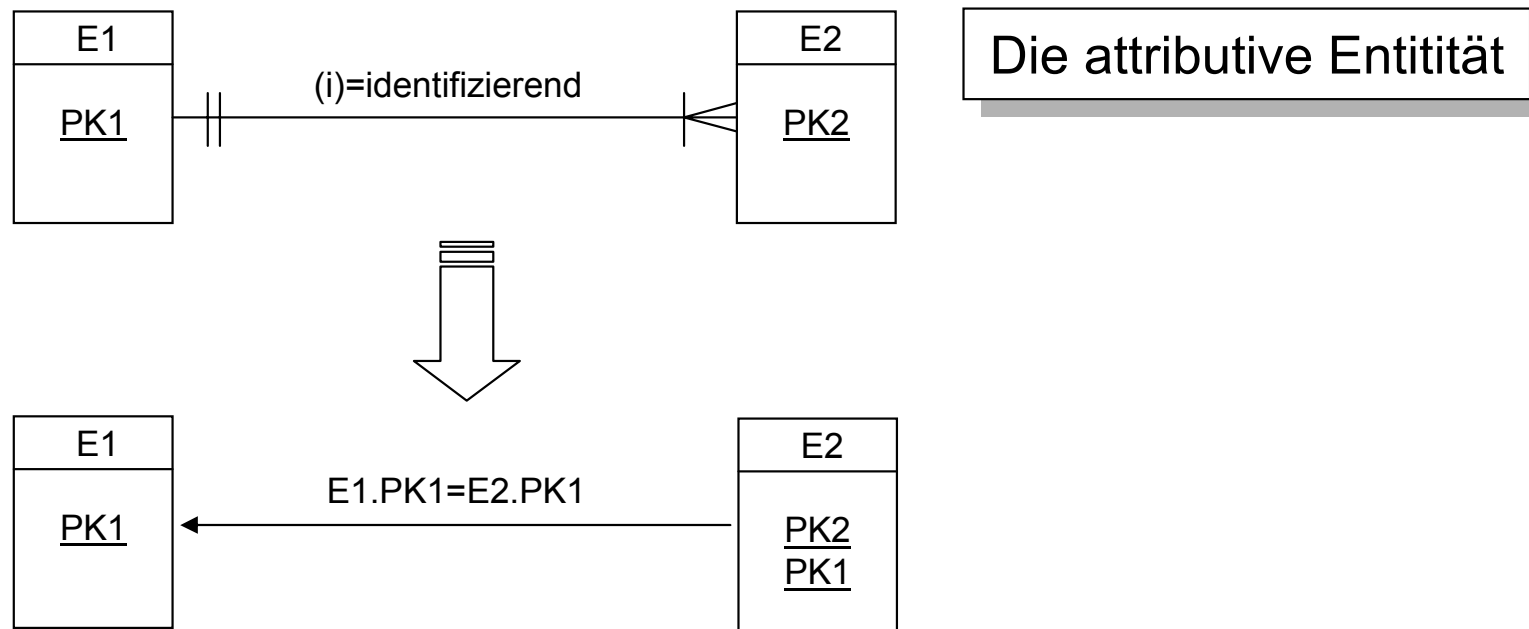 Die attributive Entitität
E1
PK1
(i)=identifizierend
E2
PK2
E1
PK1
E1.PK1=E2.PK1
E2
PK2
PK1